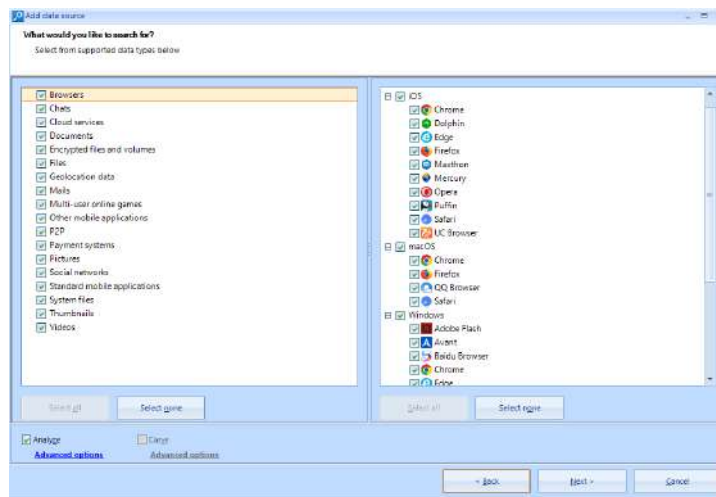 Add data source
What would you like to search for?
Select from supported data types below
Browsers
Chats
Cloud services
Documents
Encrypted files and volumes
Files
Geolocation data
Mails
Multi-user online games
Other mobile applications
P2P
Payment systems
Pictures
Social networks
Standard mobile applications
System files
Thumbnails
Videos
Select all
Select none
iOS
Chrome
Dolphin
Edge
Firefox
Maxthon
Mercury
Opera
Puffin
Safari
UC Browser
macOS
Chrome
Firefox
QQ Browser
Safari
Windows
Adobe Flash
Avant
Baidu Browser
Chrome
Edge
Select all
Select none
Analyze
Carve
Advanced options
Advanced options
< Back
Next >
Cancel